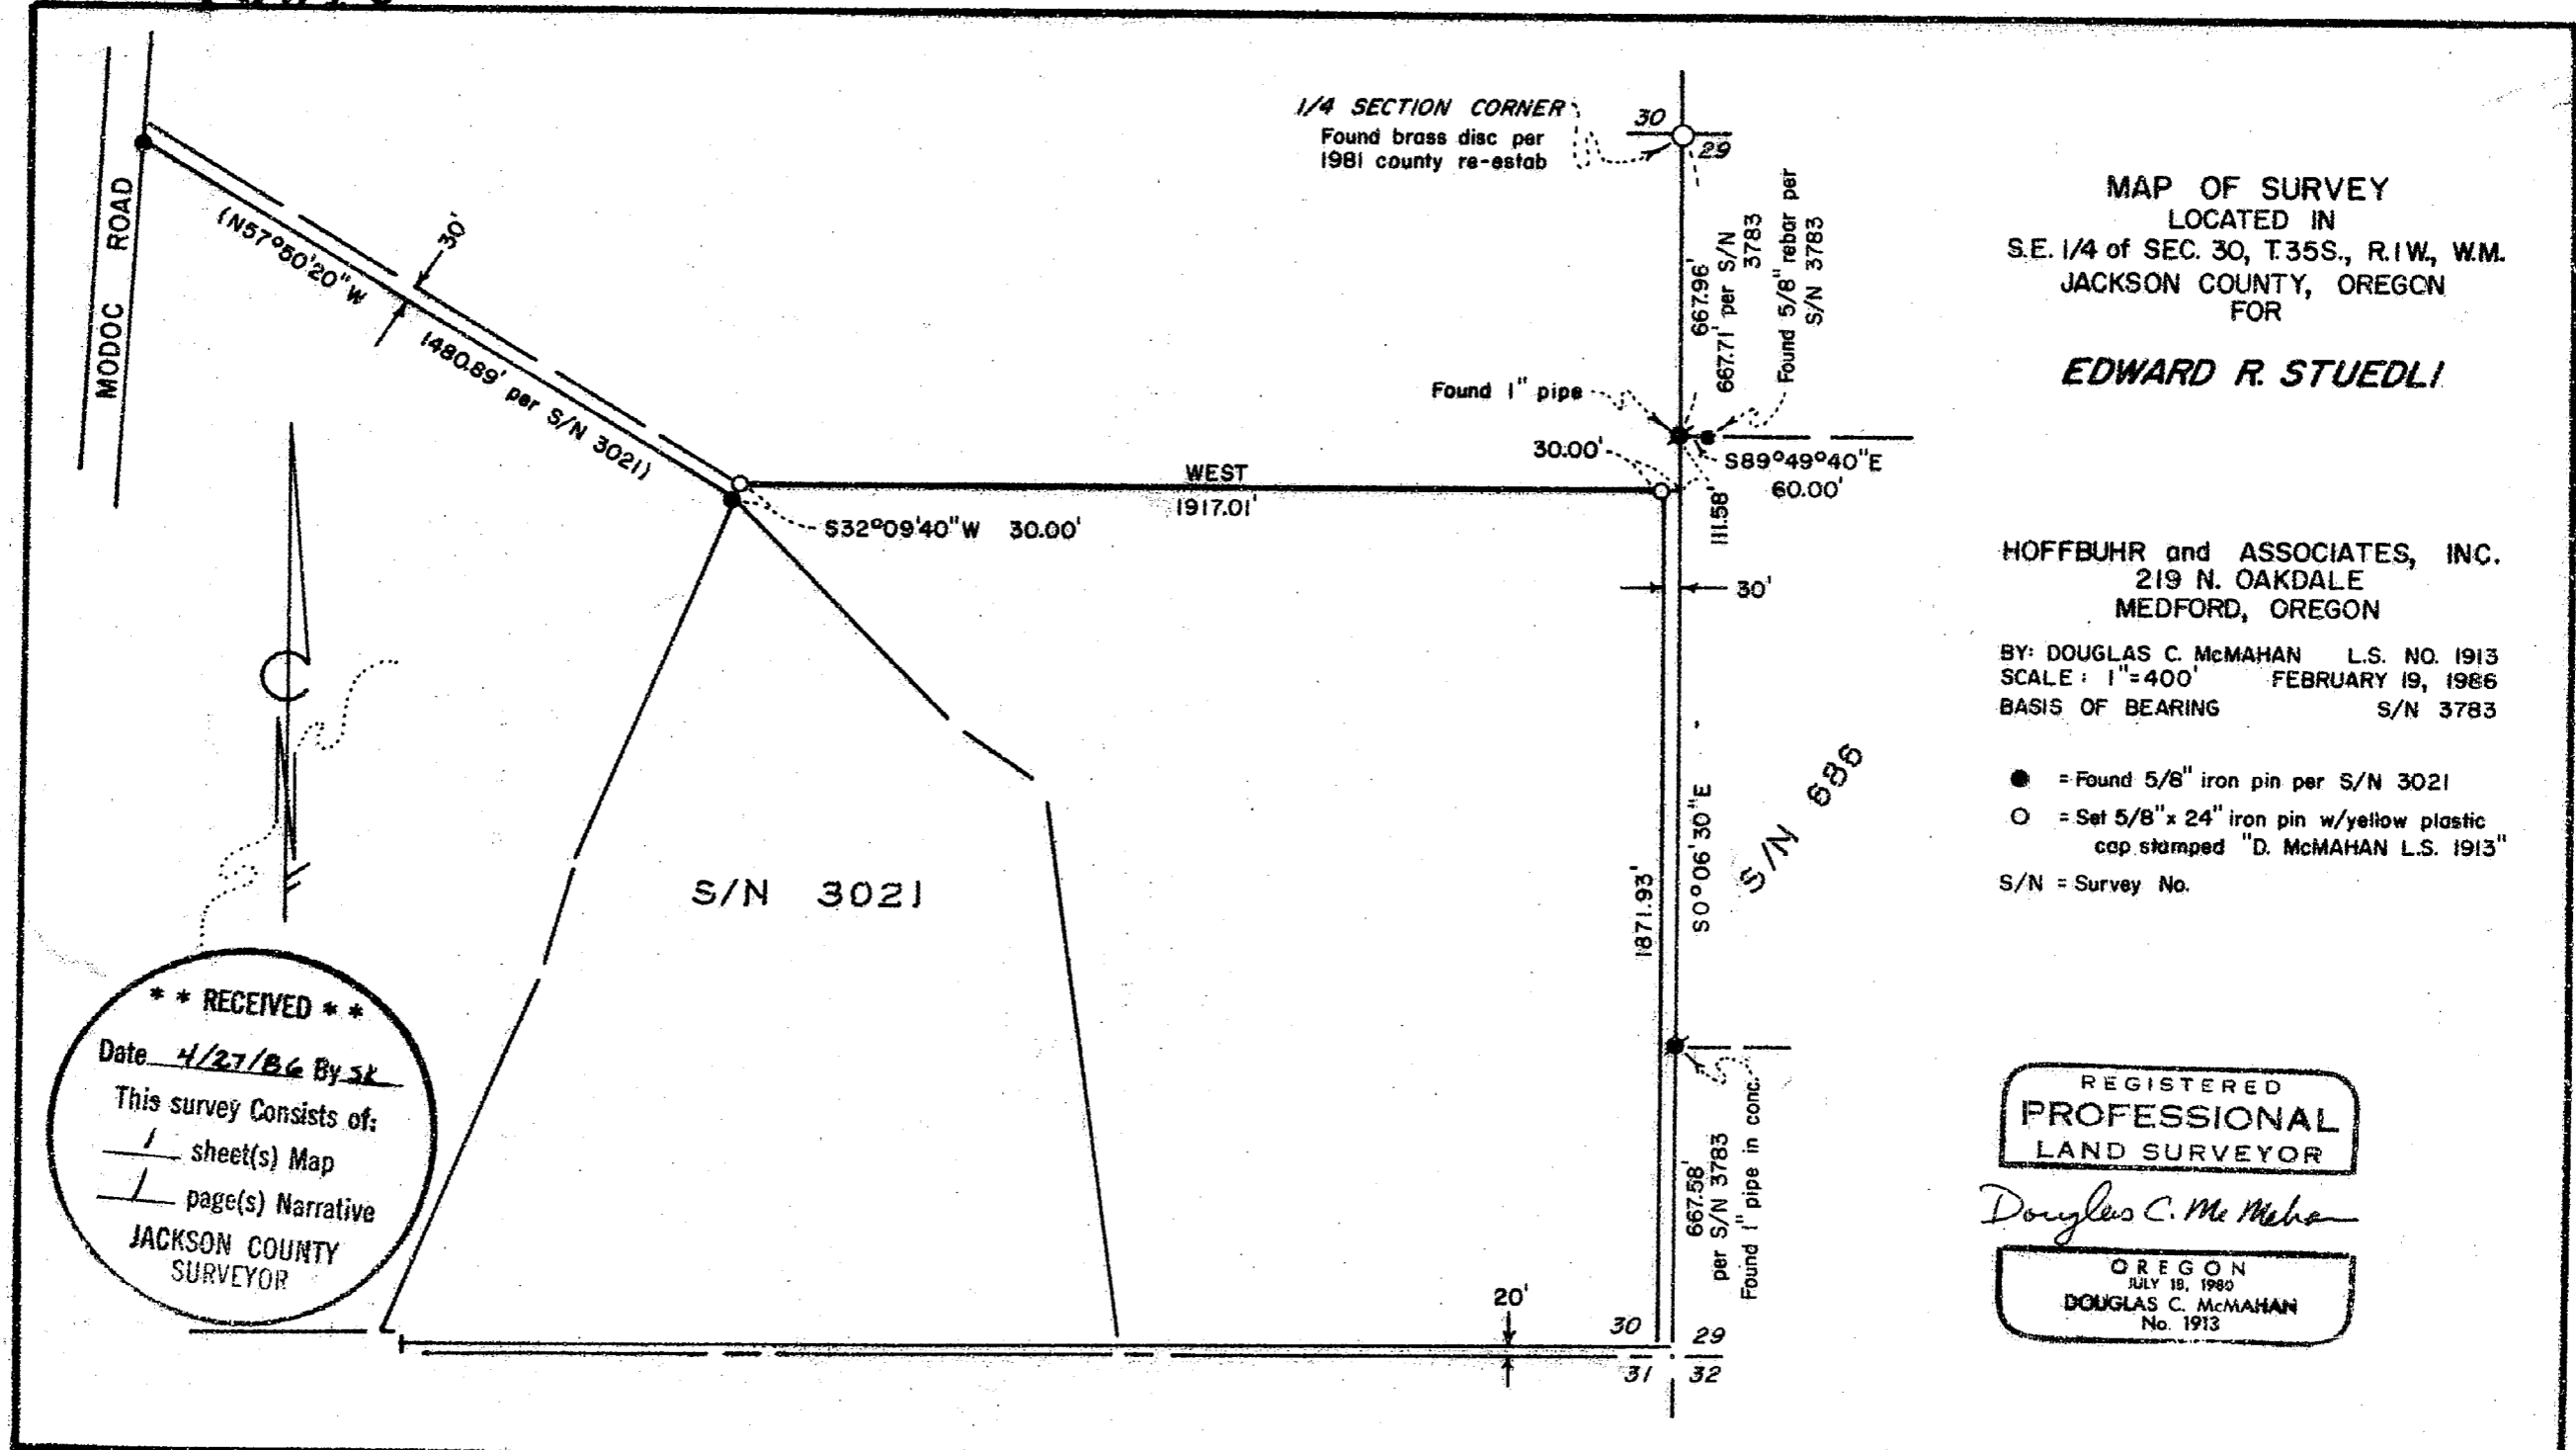 1/4 SECTION CORNER
Found brass disc per
1981 county re-estab
30
29
MODOC ROAD
(N57°50'20"W
1480.89' per S/N 3021)
30'
667.96'
667.71' per S/N
3783
Found 5/8" rebar per
S/N 3783
Found 1" pipe
30.00'
S89°49°40"E
60.00'
WEST
1917.01'
S32°09'40"W 30.00'
111.58'
30'
S/N 3021
1871.93'
S0°06'30"E
S/N 686
667.58'
per S/N 3783
Found 1" pipe in conc.
20'
30
29
31
32
MAP OF SURVEY
LOCATED IN
S.E. 1/4 of SEC. 30, T.35S., R.1W., W.M.
JACKSON COUNTY, OREGON
FOR
EDWARD R. STUEDLI
HOFFBUHR and ASSOCIATES, INC.
219 N. OAKDALE
MEDFORD, OREGON
BY: DOUGLAS C. McMAHAN L.S. NO. 1913
SCALE: 1"=400' FEBRUARY 19, 1986
BASIS OF BEARING S/N 3783
● = Found 5/8" iron pin per S/N 3021
○ = Set 5/8" x 24" iron pin w/yellow plastic
cap stamped "D. McMAHAN L.S. 1913"
S/N = Survey No.
* * RECEIVED * *
Date 4/27/86 By SK
This survey Consists of:
1 sheet(s) Map
1 page(s) Narrative
JACKSON COUNTY
SURVEYOR
REGISTERED
PROFESSIONAL
LAND SURVEYOR
Douglas C. McMahan
OREGON
JULY 18, 1980
DOUGLAS C. McMAHAN
No. 1913